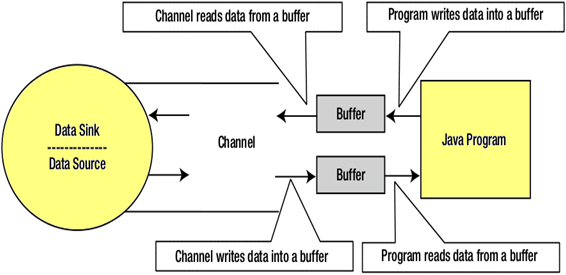 Channel reads data from a buffer
Program writes data into a buffer
Data Sink
Data Source
Channel
Buffer
Buffer
Java Program
Channel writes data into a buffer
Program reads data from a buffer